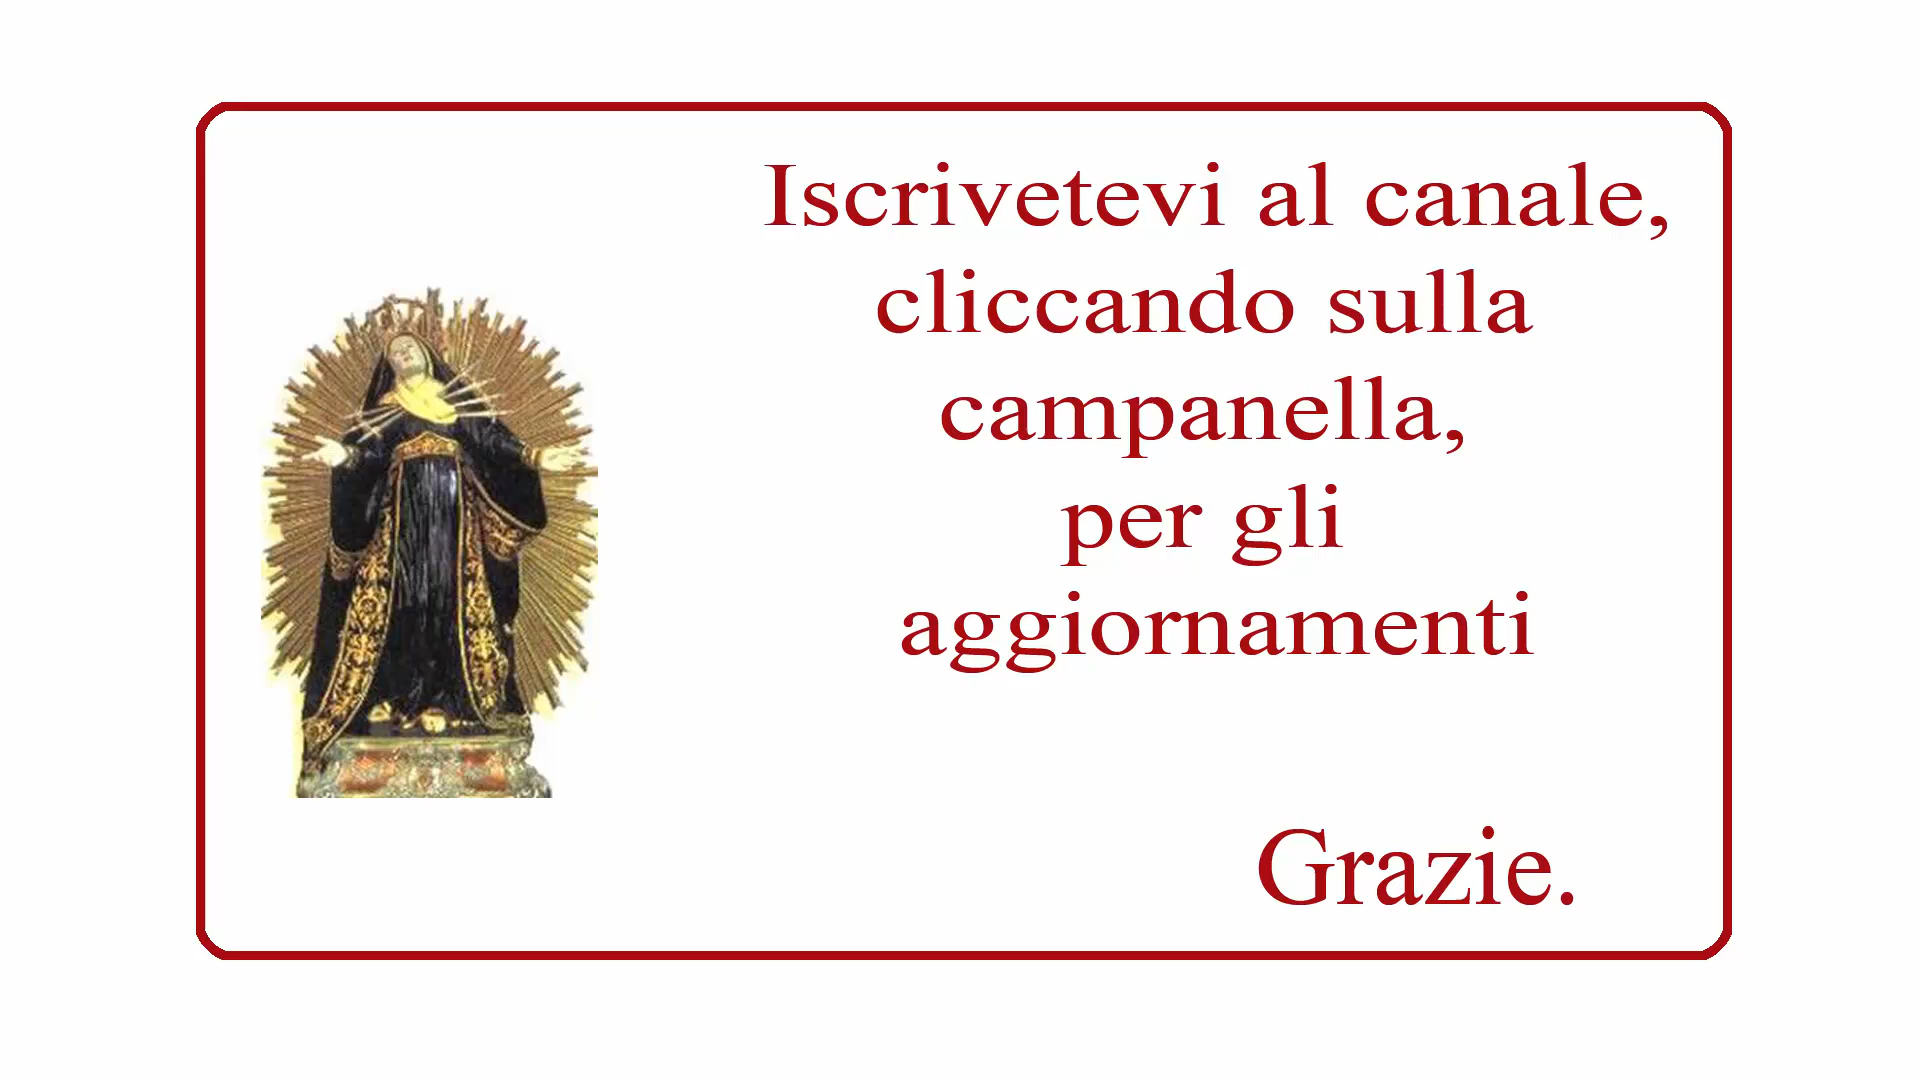 Iscrivetevi al canale,
cliccando sulla
campanella,
per gli
aggiornamenti
Grazie.